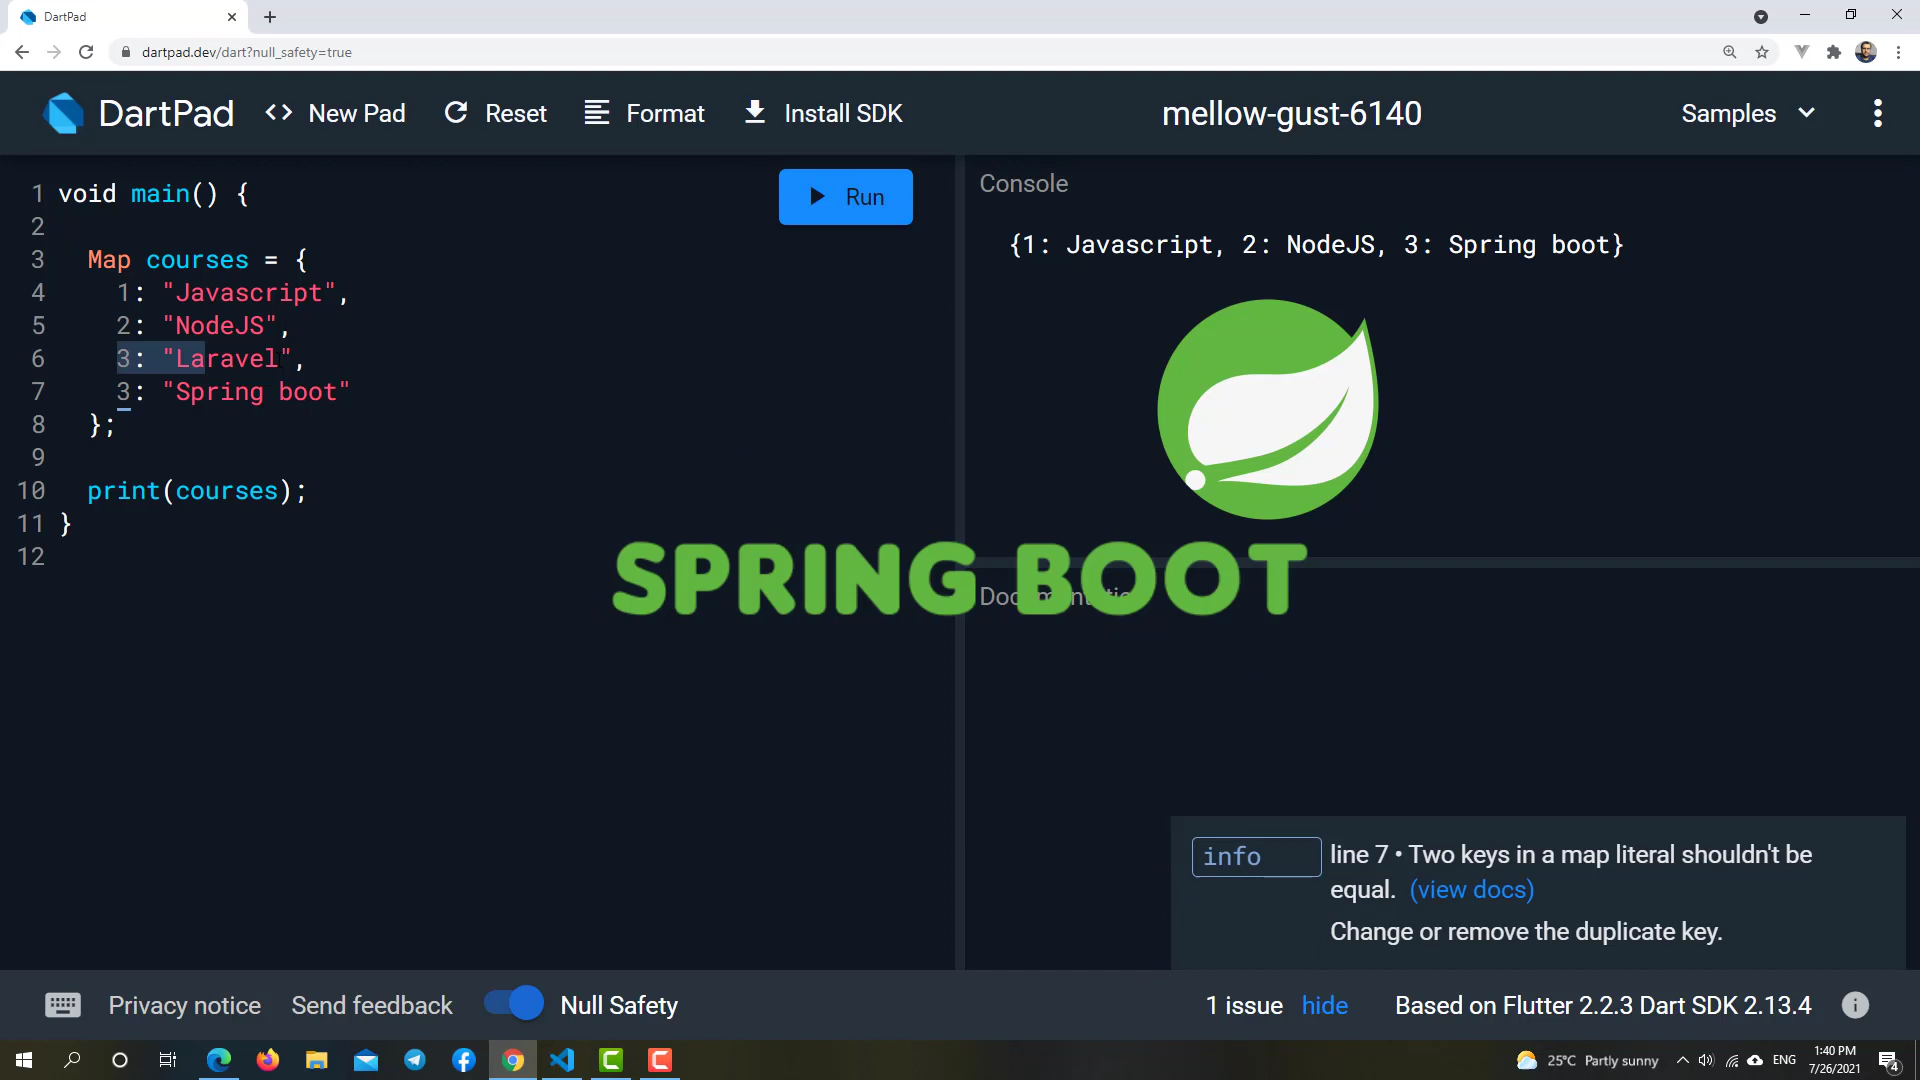 DartPad
dartpad.dev/dart?null_safety=true
DartPad
<> New Pad
Reset
Format
Install SDK
mellow-gust-6140
Samples
1 void main() {
2
3 Map courses = {
4 1: "Javascript",
5 2: "NodeJS",
6 3: "Laravel",
7 3: "Spring boot"
8 };
9
10 print(courses);
11 }
12
Run
Console
{1: Javascript, 2: NodeJS, 3: Spring boot}
SPRING BOOT
info
line 7 • Two keys in a map literal shouldn't be
equal. (view docs)
Change or remove the duplicate key.
Privacy notice
Send feedback
Null Safety
1 issue hide
Based on Flutter 2.2.3 Dart SDK 2.13.4
25°C Partly sunny
ENG
1:40 PM
7/26/2021
4